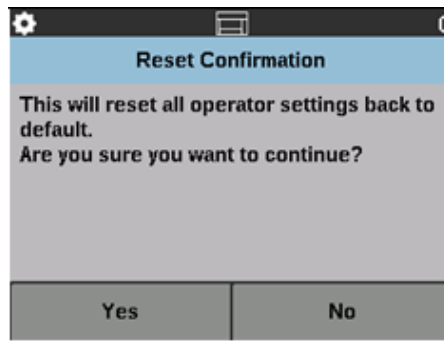 Reset Confirmation
This will reset all operator settings back to
default.
Are you sure you want to continue?
Yes
No